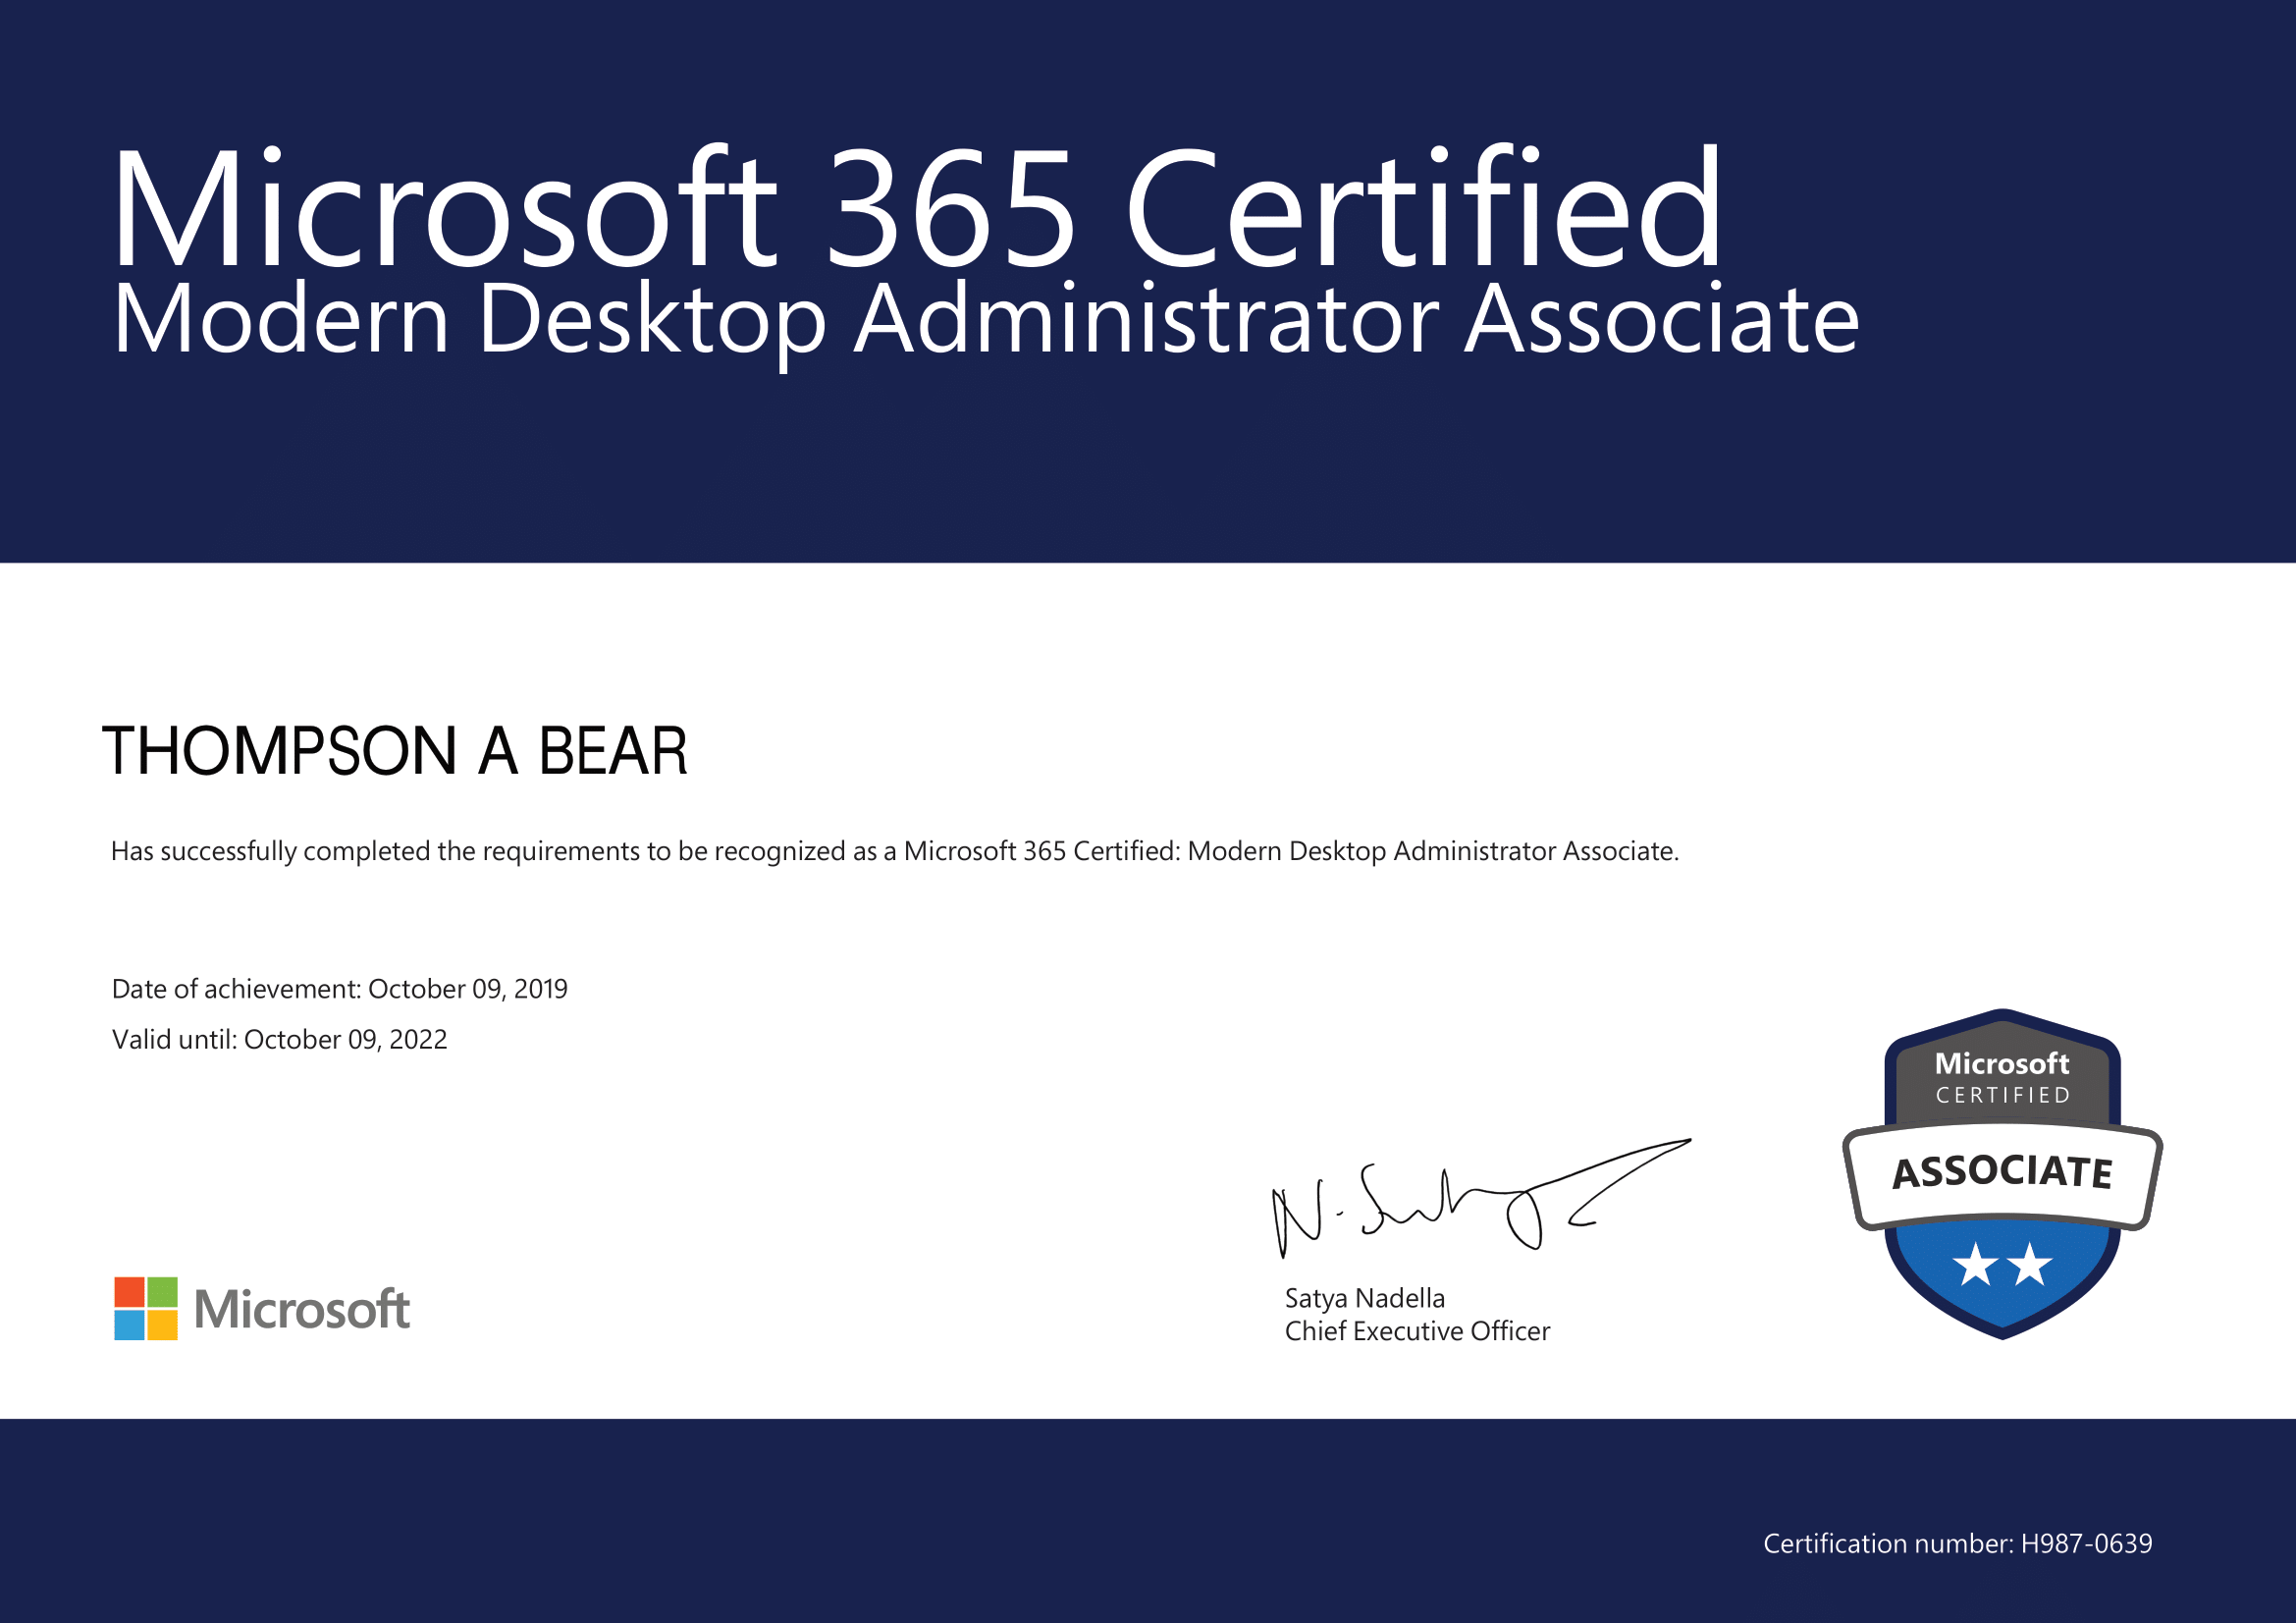 Microsoft 365 Certified
Modern Desktop Administrator Associate
THOMPSON A BEAR
Has successfully completed the requirements to be recognized as a Microsoft 365 Certified: Modern Desktop Administrator Associate.
Date of achievement: October 09, 2019
Valid until: October 09, 2022
Microsoft
CERTIFIED
ASSOCIATE
Microsoft
Satya Nadella
Chief Executive Officer
Certification number: H987-0639